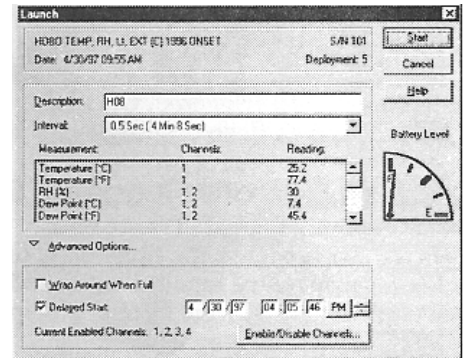 Launch
HOBO TEMP, RH, LI, EXT (C) 1996 ONSET S/N 101
Date: 4/30/97 09:55 AM Deployment: 5
Start
Cancel
Help
Description: H08
Interval: 0.5 Sec ( 4 Min 8 Sec)
Battery Level
F
E
Measurement: Channels: Reading:
Temperature (°C) 1 25.2
Temperature (°F) 1 77.4
RH (%) 1, 2 30
Dew Point (°C) 1, 2 7.4
Dew Point (°F) 1, 2 45.4
Advanced Options...
Wrap Around When Full
Delayed Start 4 / 30 / 97 04 : 05 : 46 PM
Current Enabled Channels: 1, 2, 3, 4 Enable/Disable Channels...